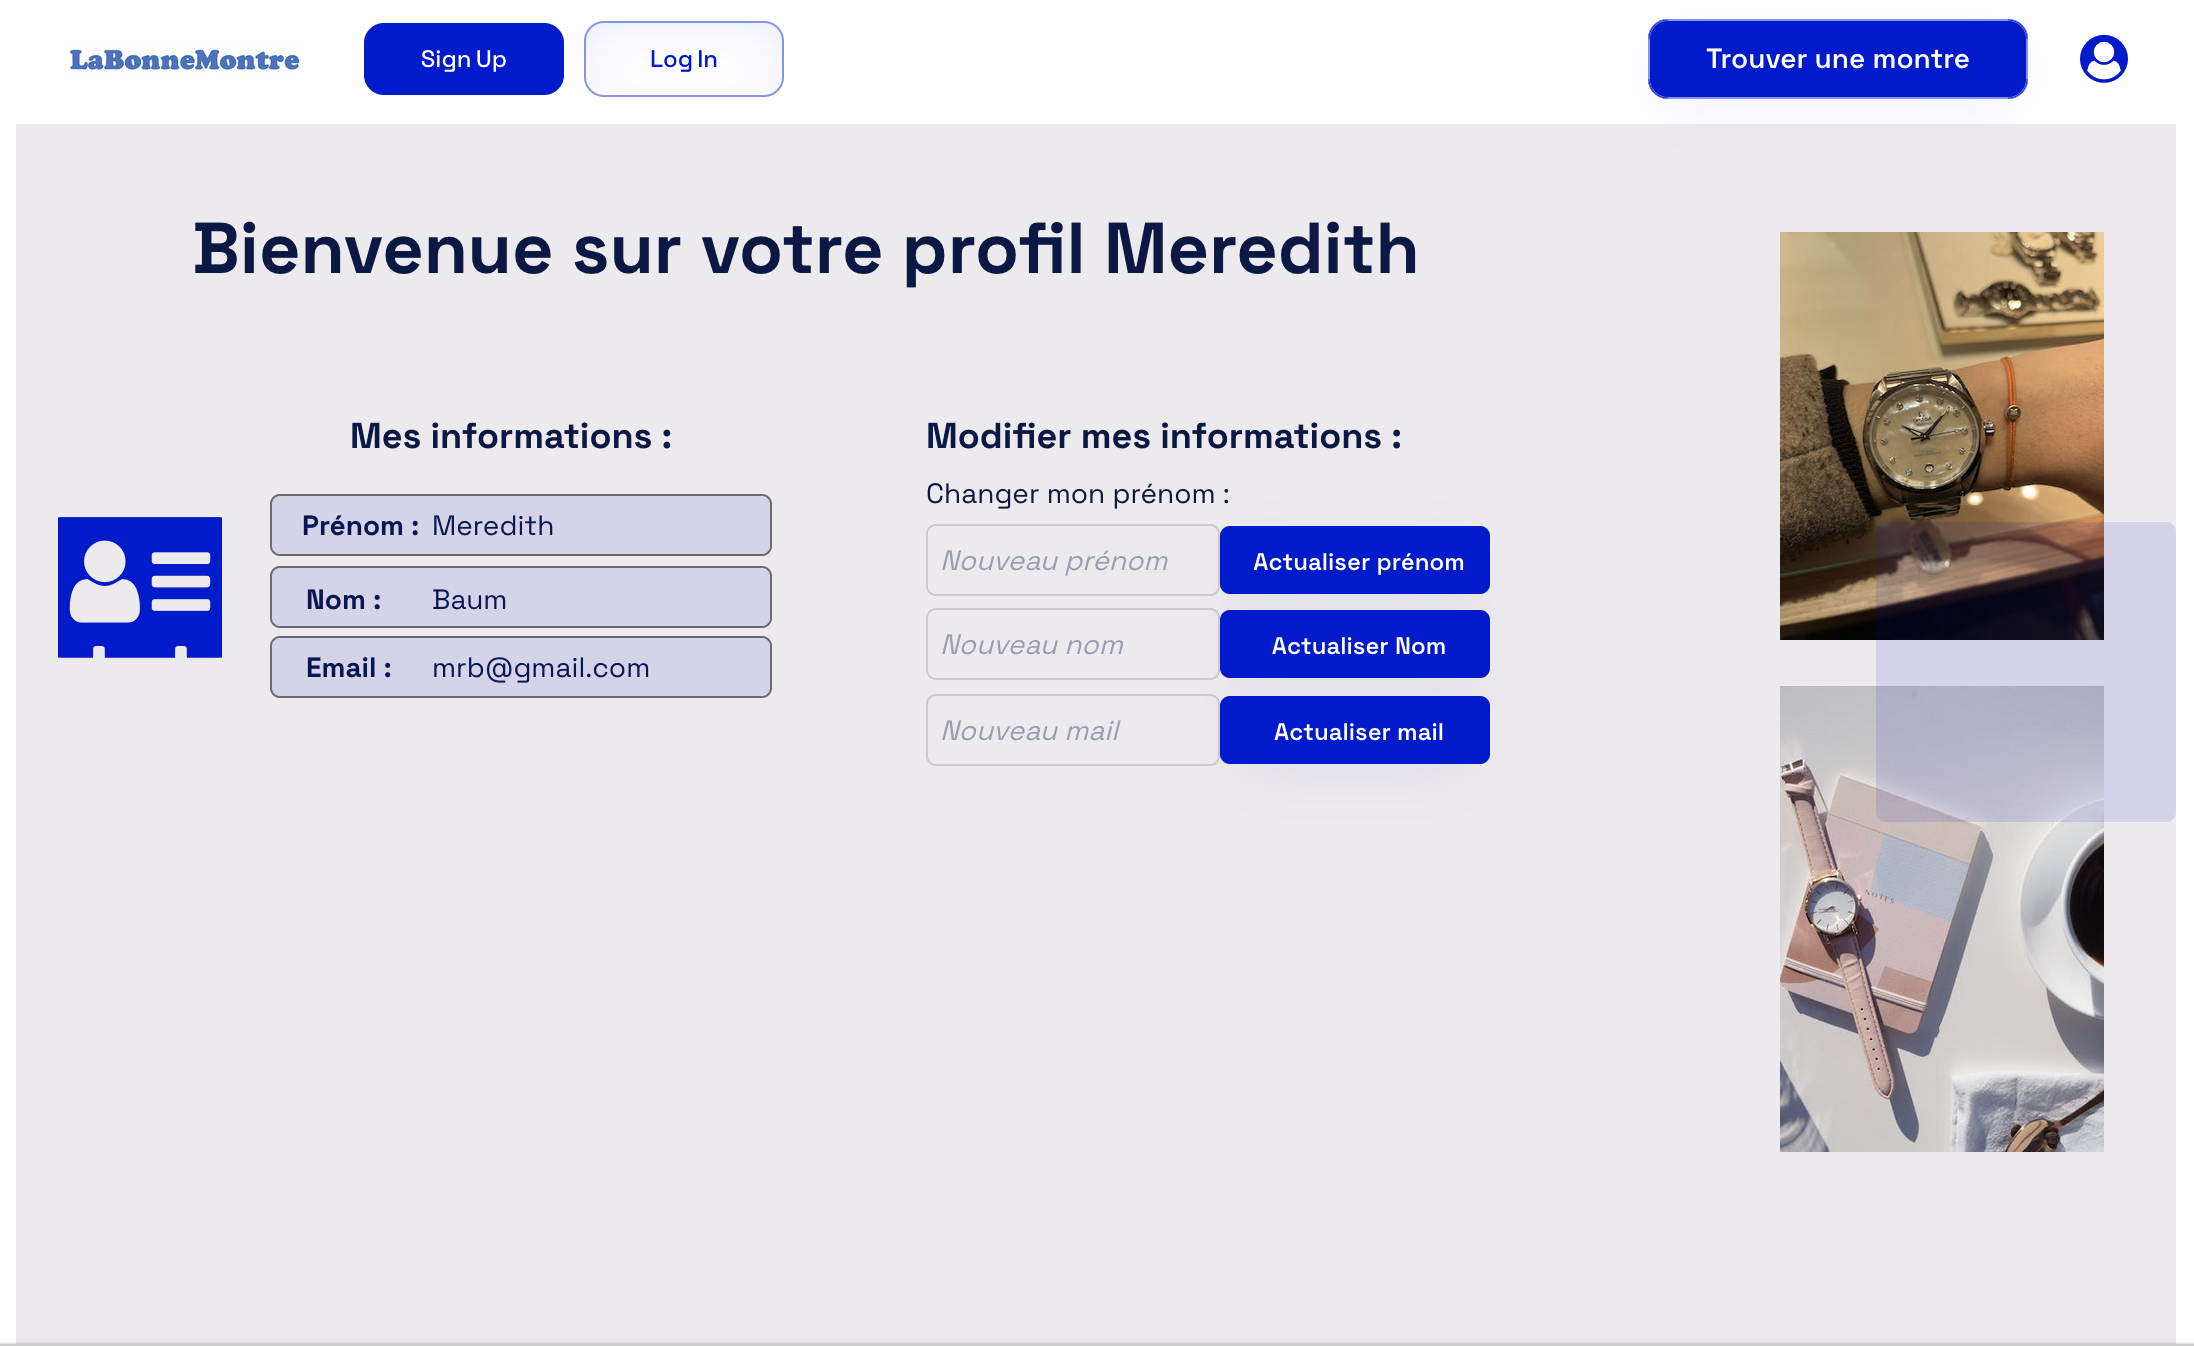 LaBonneMontre
Sign Up
Log In
Trouver une montre
Bienvenue sur votre profil Meredith
Mes informations :
Prénom : Meredith
Nom : Baum
Email : mrb@gmail.com
Modifier mes informations :
Changer mon prénom :
Nouveau prénom
Actualiser prénom
Nouveau nom
Actualiser Nom
Nouveau mail
Actualiser mail
NOTES